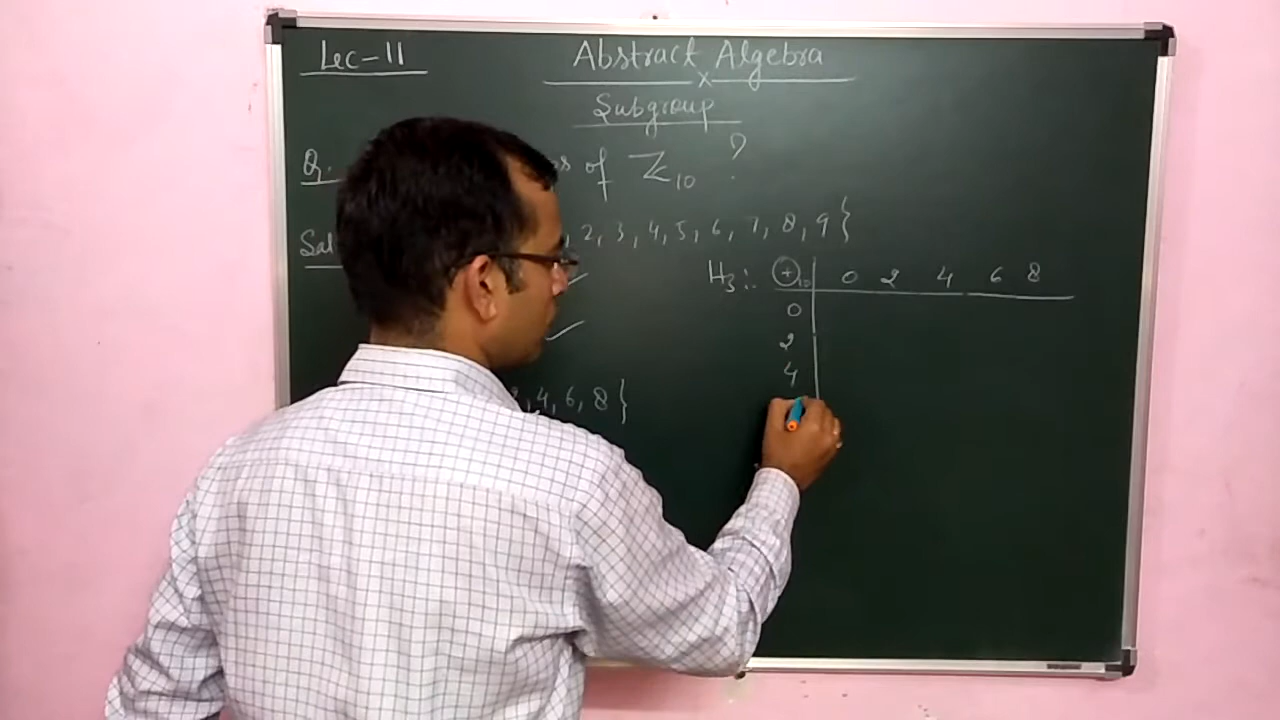 Lec-11
Abstract Algebra
x
Subgroup
Q. of ℤ10 ?
Sol , 2, 3, 4, 5, 6, 7, 8, 9}
H3 :- ⊕10 0 2 4 6 8
0
2
4
, 4, 6, 8}